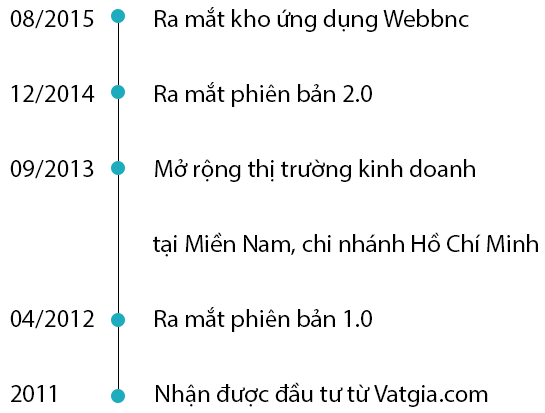 08/2015 Ra mắt kho ứng dụng Webbnc
12/2014 Ra mắt phiên bản 2.0
09/2013 Mở rộng thị trường kinh doanh
tại Miền Nam, chi nhánh Hồ Chí Minh
04/2012 Ra mắt phiên bản 1.0
2011 Nhận được đầu tư từ Vatgia.com